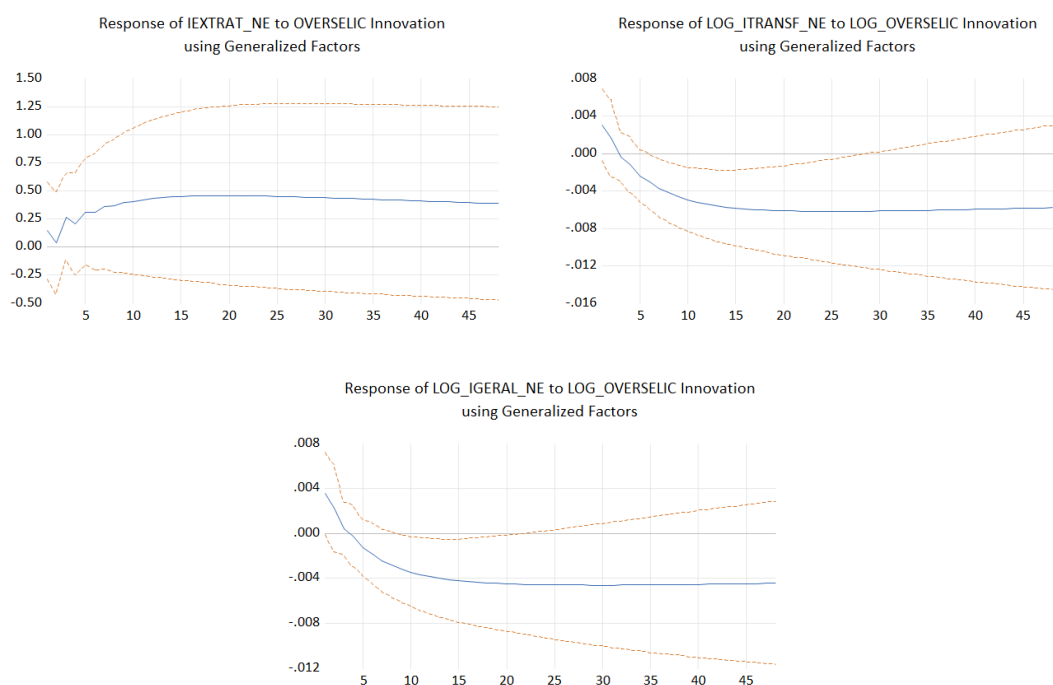 Response of IEXTRAT_NE to OVERSELIC Innovation
using Generalized Factors
1.50
1.25
1.00
0.75
0.50
0.25
0.00
-0.25
-0.50
5 10 15 20 25 30 35 40 45
Response of LOG_ITRANSF_NE to LOG_OVERSELIC Innovation
using Generalized Factors
.008
.004
.000
-.004
-.008
-.012
-.016
5 10 15 20 25 30 35 40 45
Response of LOG_IGERAL_NE to LOG_OVERSELIC Innovation
using Generalized Factors
.008
.004
.000
-.004
-.008
-.012
5 10 15 20 25 30 35 40 45